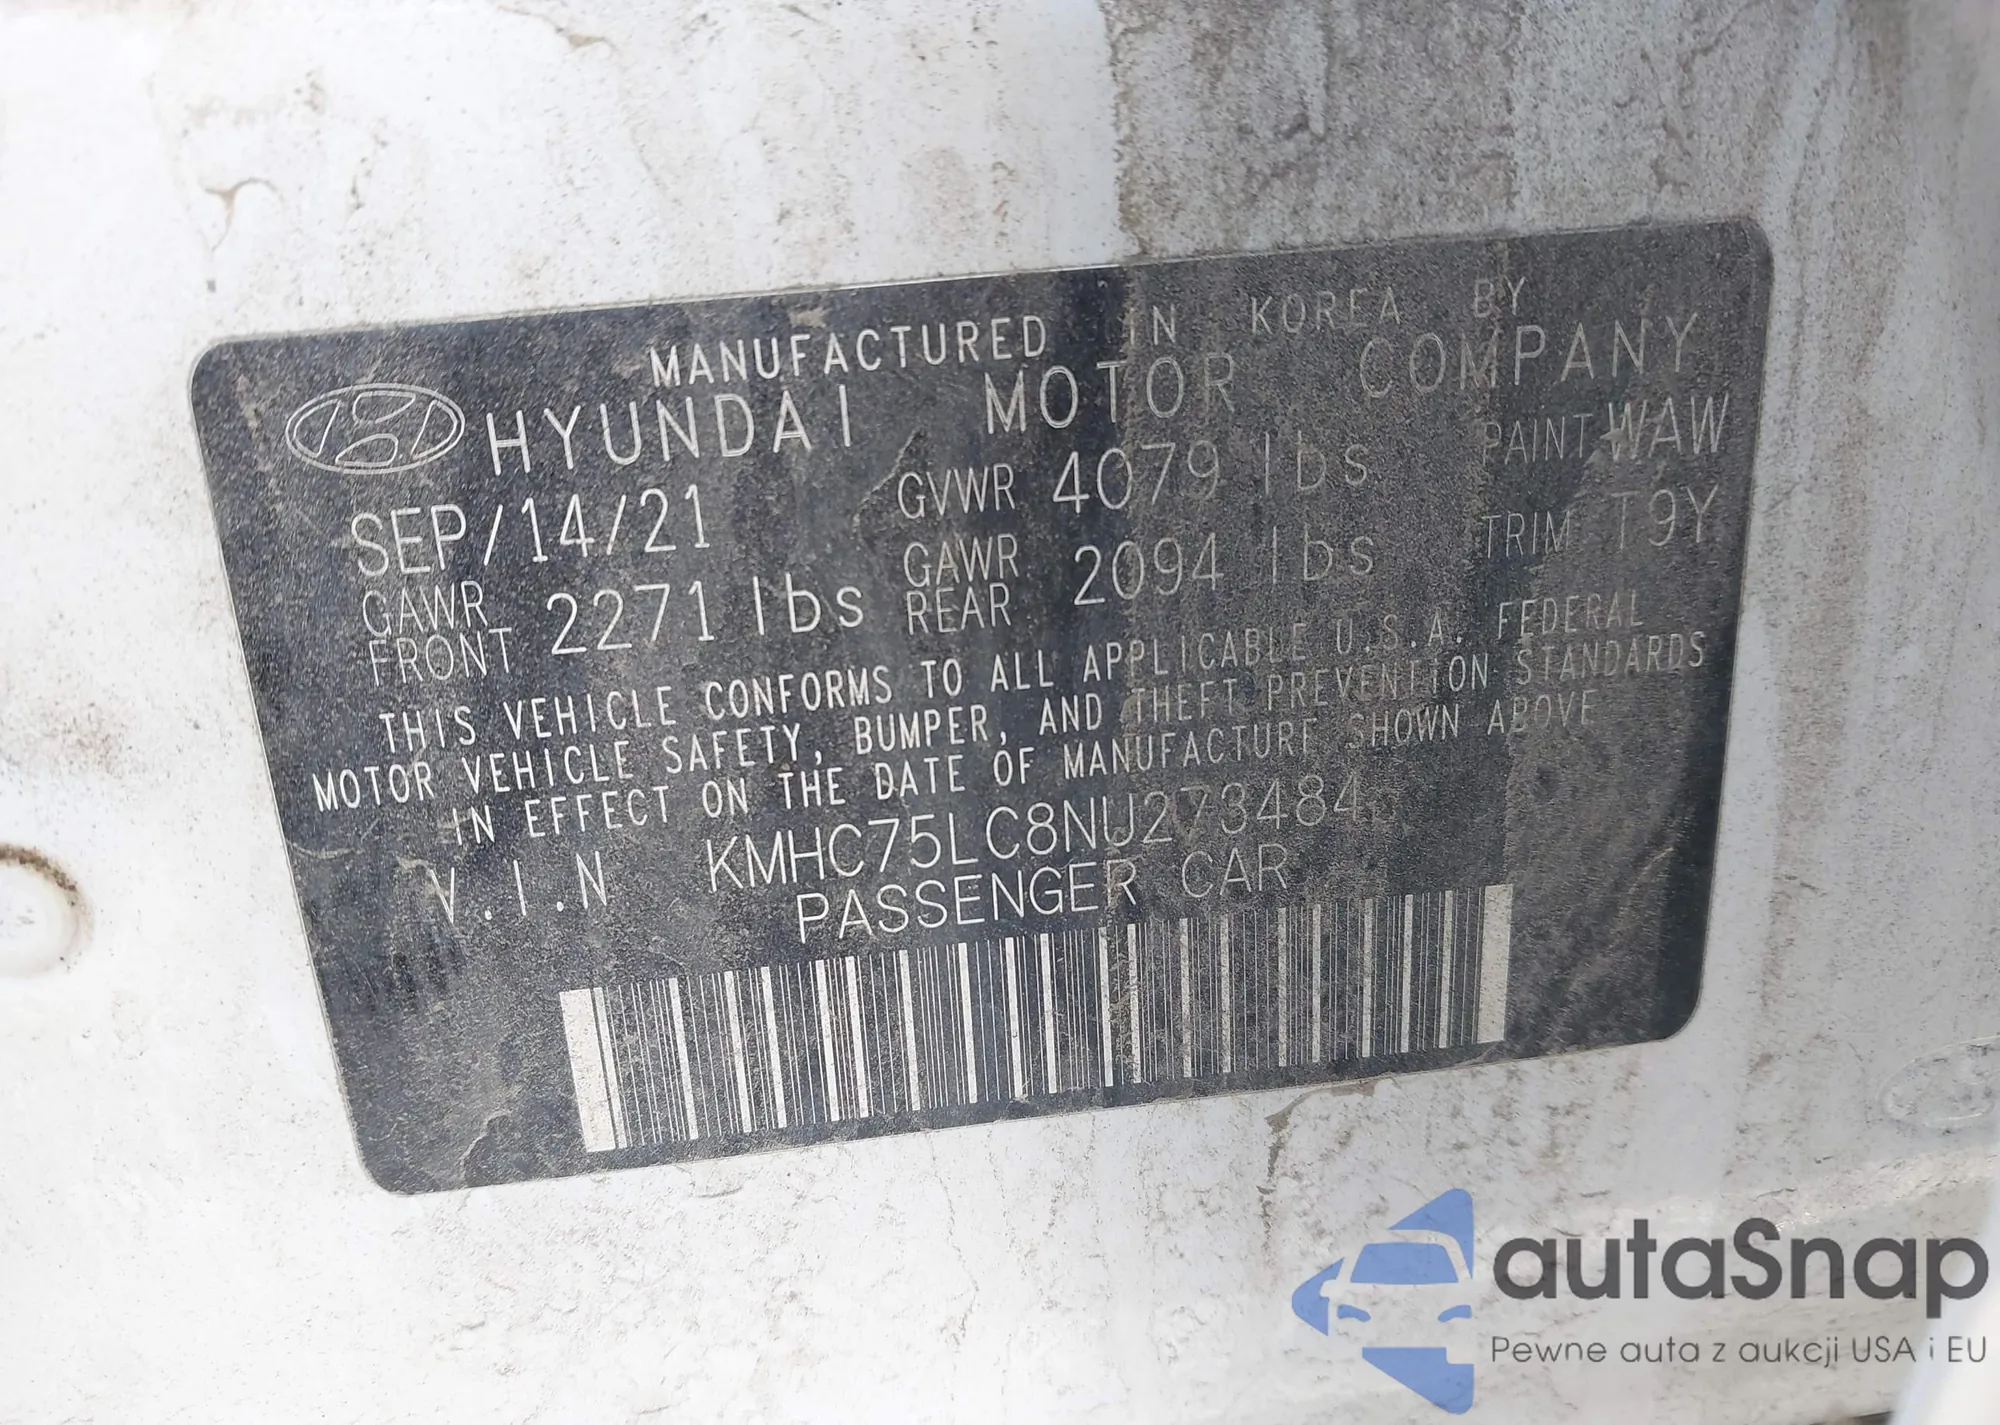 MANUFACTURED IN KOREA BY
HYUNDAI MOTOR COMPANY
SEP/14/21 GVWR 4079 lbs PAINT WAW
GAWR FRONT 2271 lbs GAWR REAR 2094 lbs TRIM T9Y
THIS VEHICLE CONFORMS TO ALL APPLICABLE U.S.A. FEDERAL
MOTOR VEHICLE SAFETY, BUMPER, AND THEFT PREVENTION STANDARDS
IN EFFECT ON THE DATE OF MANUFACTURE SHOWN ABOVE
V.I.N KMHC75LC8NU273484
PASSENGER CAR
autaSnap
Pewne auta z aukcji USA i EU